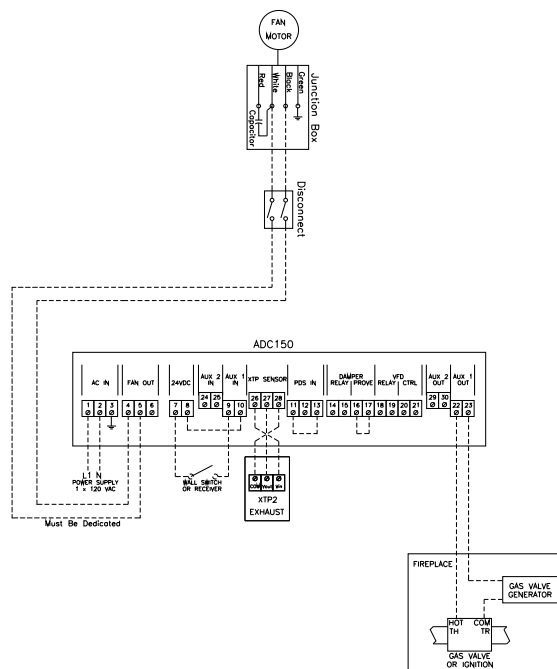 FAN
MOTOR
Red
White
Black
Green
Capacitor
Junction Box
Disconnect
ADC150
AC IN
FAN OUT
24VDC
AUX 2 IN
AUX 1 IN
XTP SENSOR
PDS IN
DAMPER
RELAY PROVE
VFD
RELAY CTRL
AUX 2 OUT
AUX 1 OUT
24 25
26 27 28
29 30
1 2 3
4 5 6
7 8
9 10
11 12 13
14 15 16 17
18 19 20 21
22 23
L1 N
POWER SUPPLY
1 x 120 VAC
WALL SWITCH
OR RECEIVER
COM Vout Vin
XTP2
EXHAUST
Must Be Dedicated
FIREPLACE
GAS VALVE
GENERATOR
HOT COM
TH TR
GAS VALVE
OR IGNITION